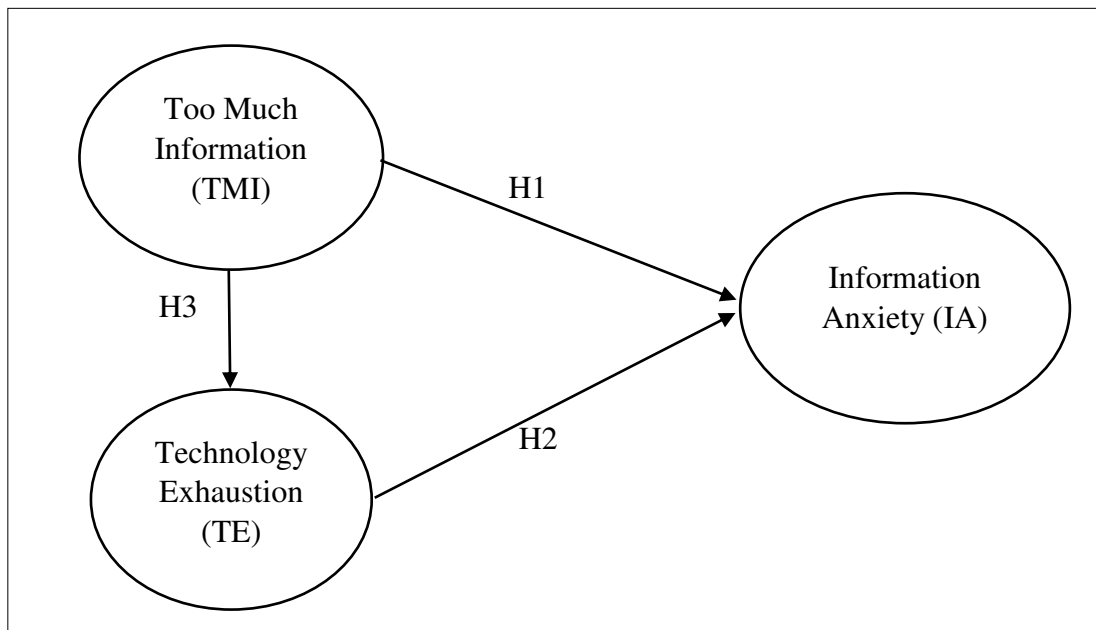 Too Much
Information
(TMI)
H1
Information
Anxiety (IA)
H3
H2
Technology
Exhaustion
(TE)